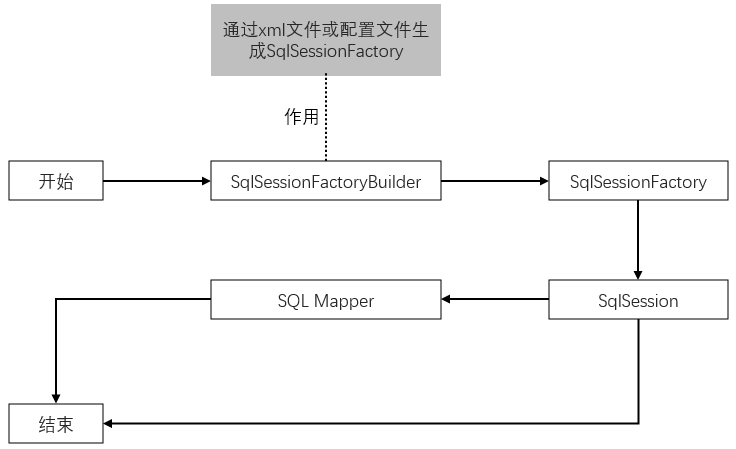 通过xml文件或配置文件生
成SqlSessionFactory
作用
开始
SqlSessionFactoryBuilder
SqlSessionFactory
SQL Mapper
SqlSession
结束